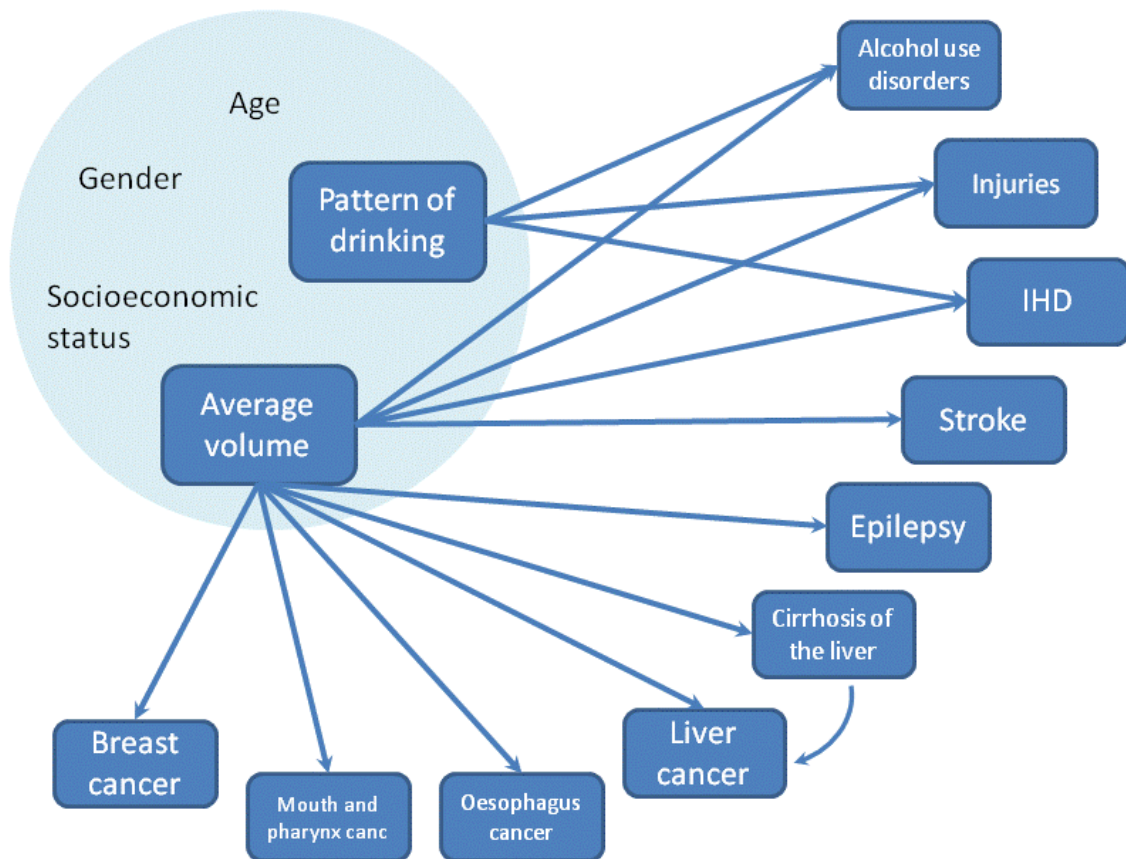 Age
Gender
Socioeconomic
status
Pattern of
drinking
Average
volume
Alcohol use
disorders
Injuries
IHD
Stroke
Epilepsy
Cirrhosis of
the liver
Liver
cancer
Oesophagus
cancer
Mouth and
pharynx canc
Breast
cancer